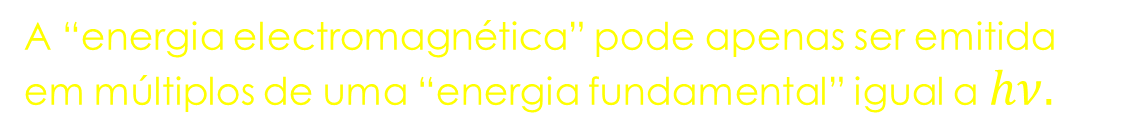 A “energia electromagnética” pode apenas ser emitida
em múltiplos de uma “energia fundamental” igual a hν.